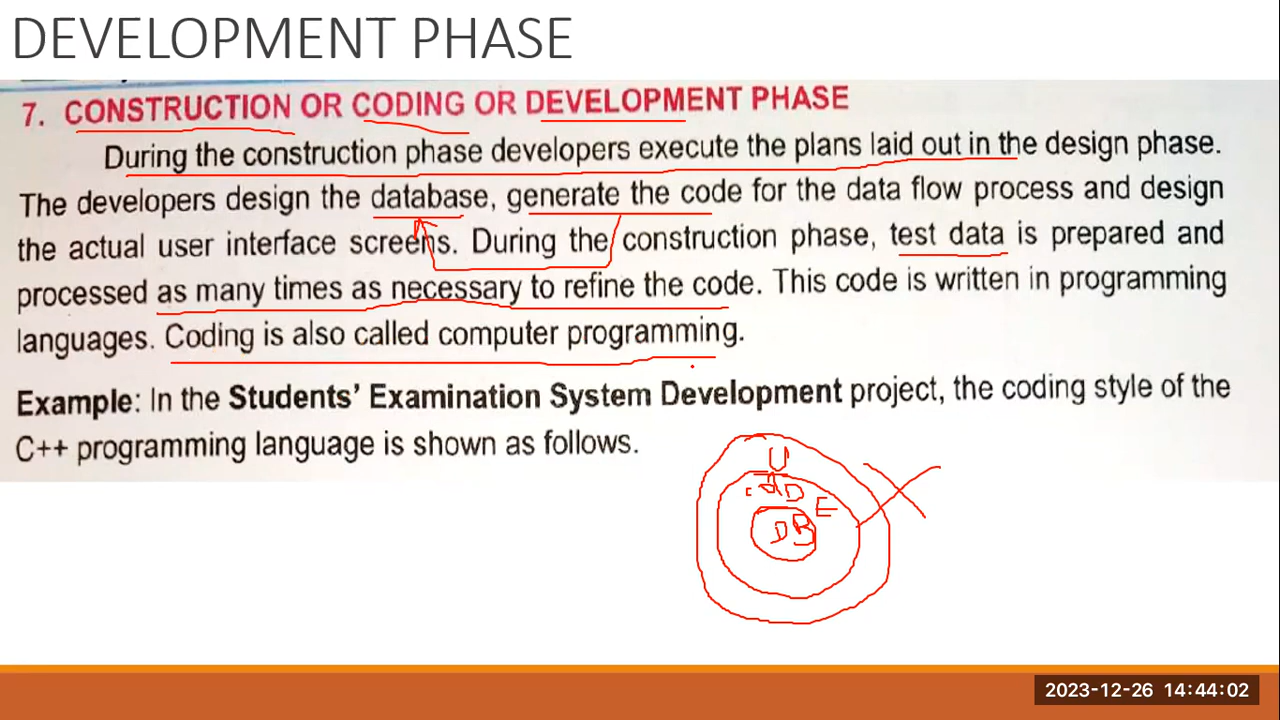 DEVELOPMENT PHASE
7. CONSTRUCTION OR CODING OR DEVELOPMENT PHASE
During the construction phase developers execute the plans laid out in the design phase.
The developers design the database, generate the code for the data flow process and design
the actual user interface screens. During the construction phase, test data is prepared and
processed as many times as necessary to refine the code. This code is written in programming
languages. Coding is also called computer programming.
Example: In the Students' Examination System Development project, the coding style of the
C++ programming language is shown as follows.
U
C O D E
DB
2023-12-26 14:44:02